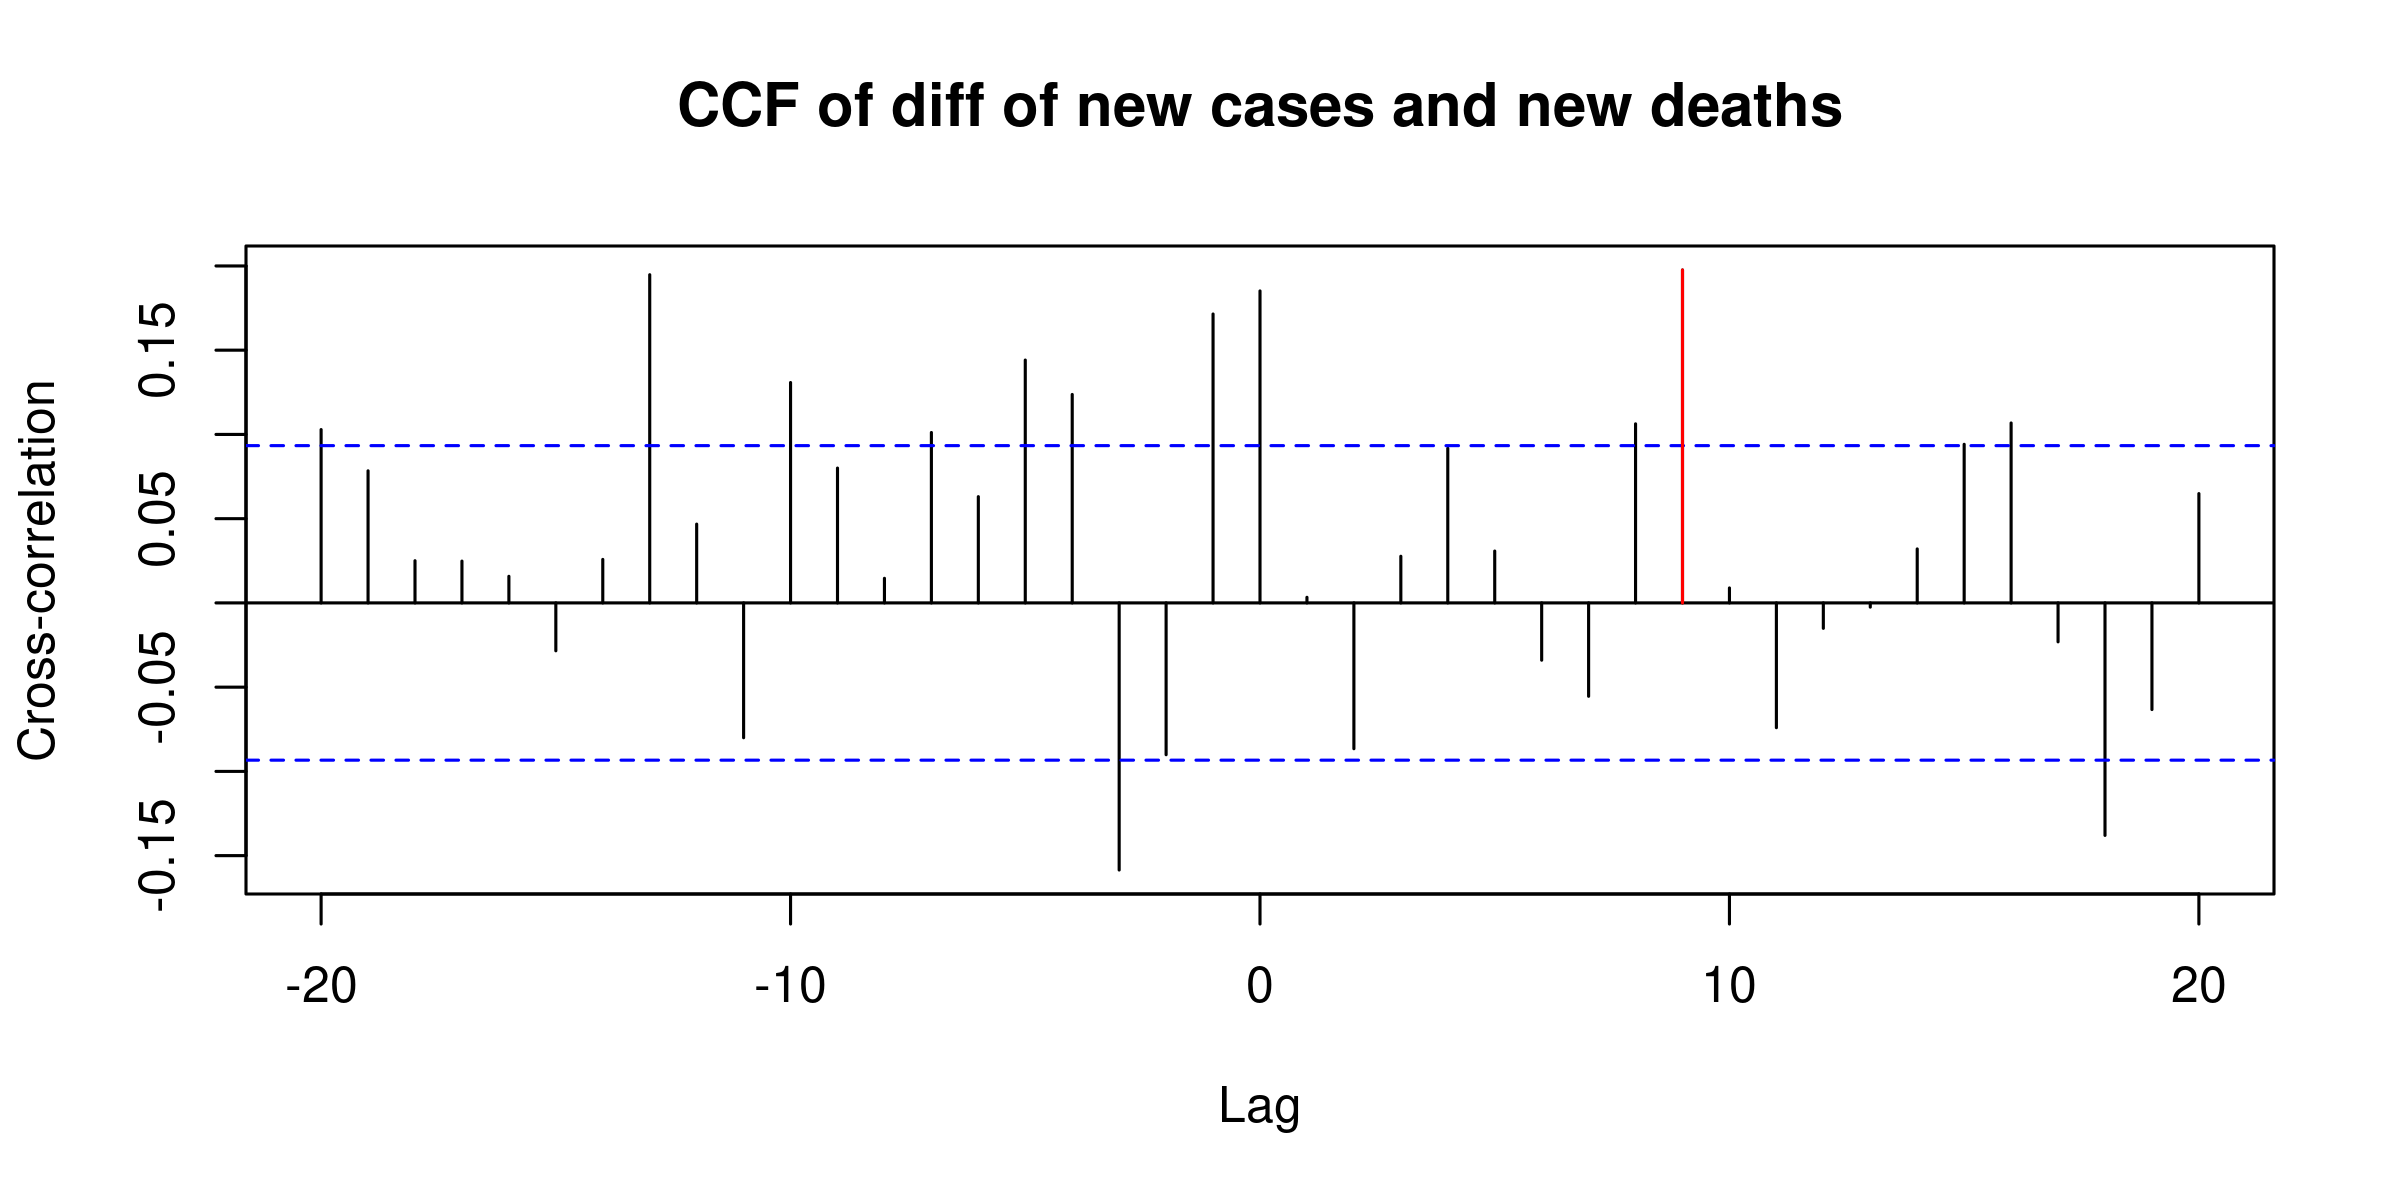 CCF of diff of new cases and new deaths
Cross-correlation
0.15
0.05
-0.05
-0.15
-20 -10 0 10 20
Lag